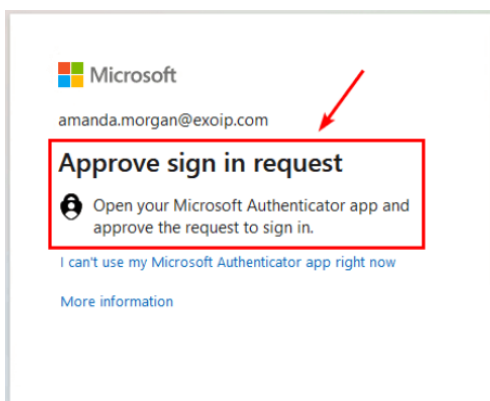 Microsoft
amanda.morgan@exoip.com
Approve sign in request
Open your Microsoft Authenticator app and
approve the request to sign in.
I can't use my Microsoft Authenticator app right now
More information